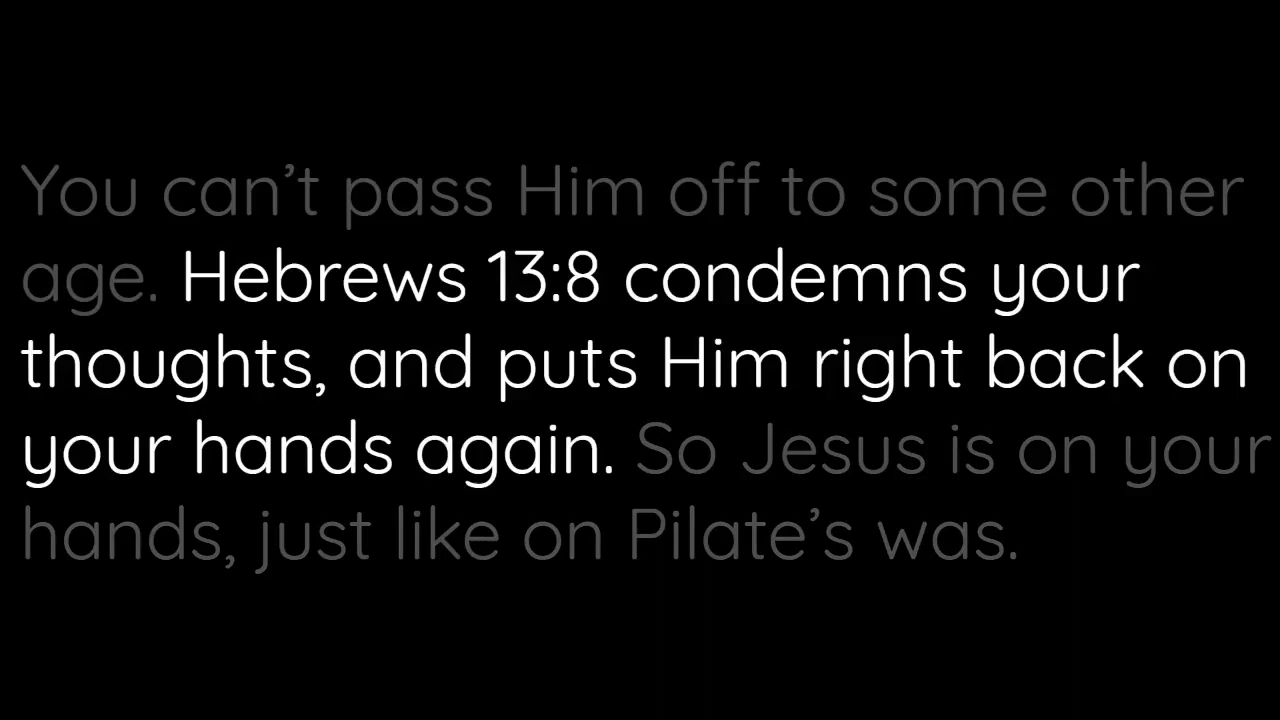 You can’t pass Him off to some other
age. Hebrews 13:8 condemns your
thoughts, and puts Him right back on
your hands again. So Jesus is on your
hands, just like on Pilate’s was.